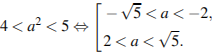 4 < a² < 5 ⇔ [ −√5 < a < −2,
2 < a < √5.